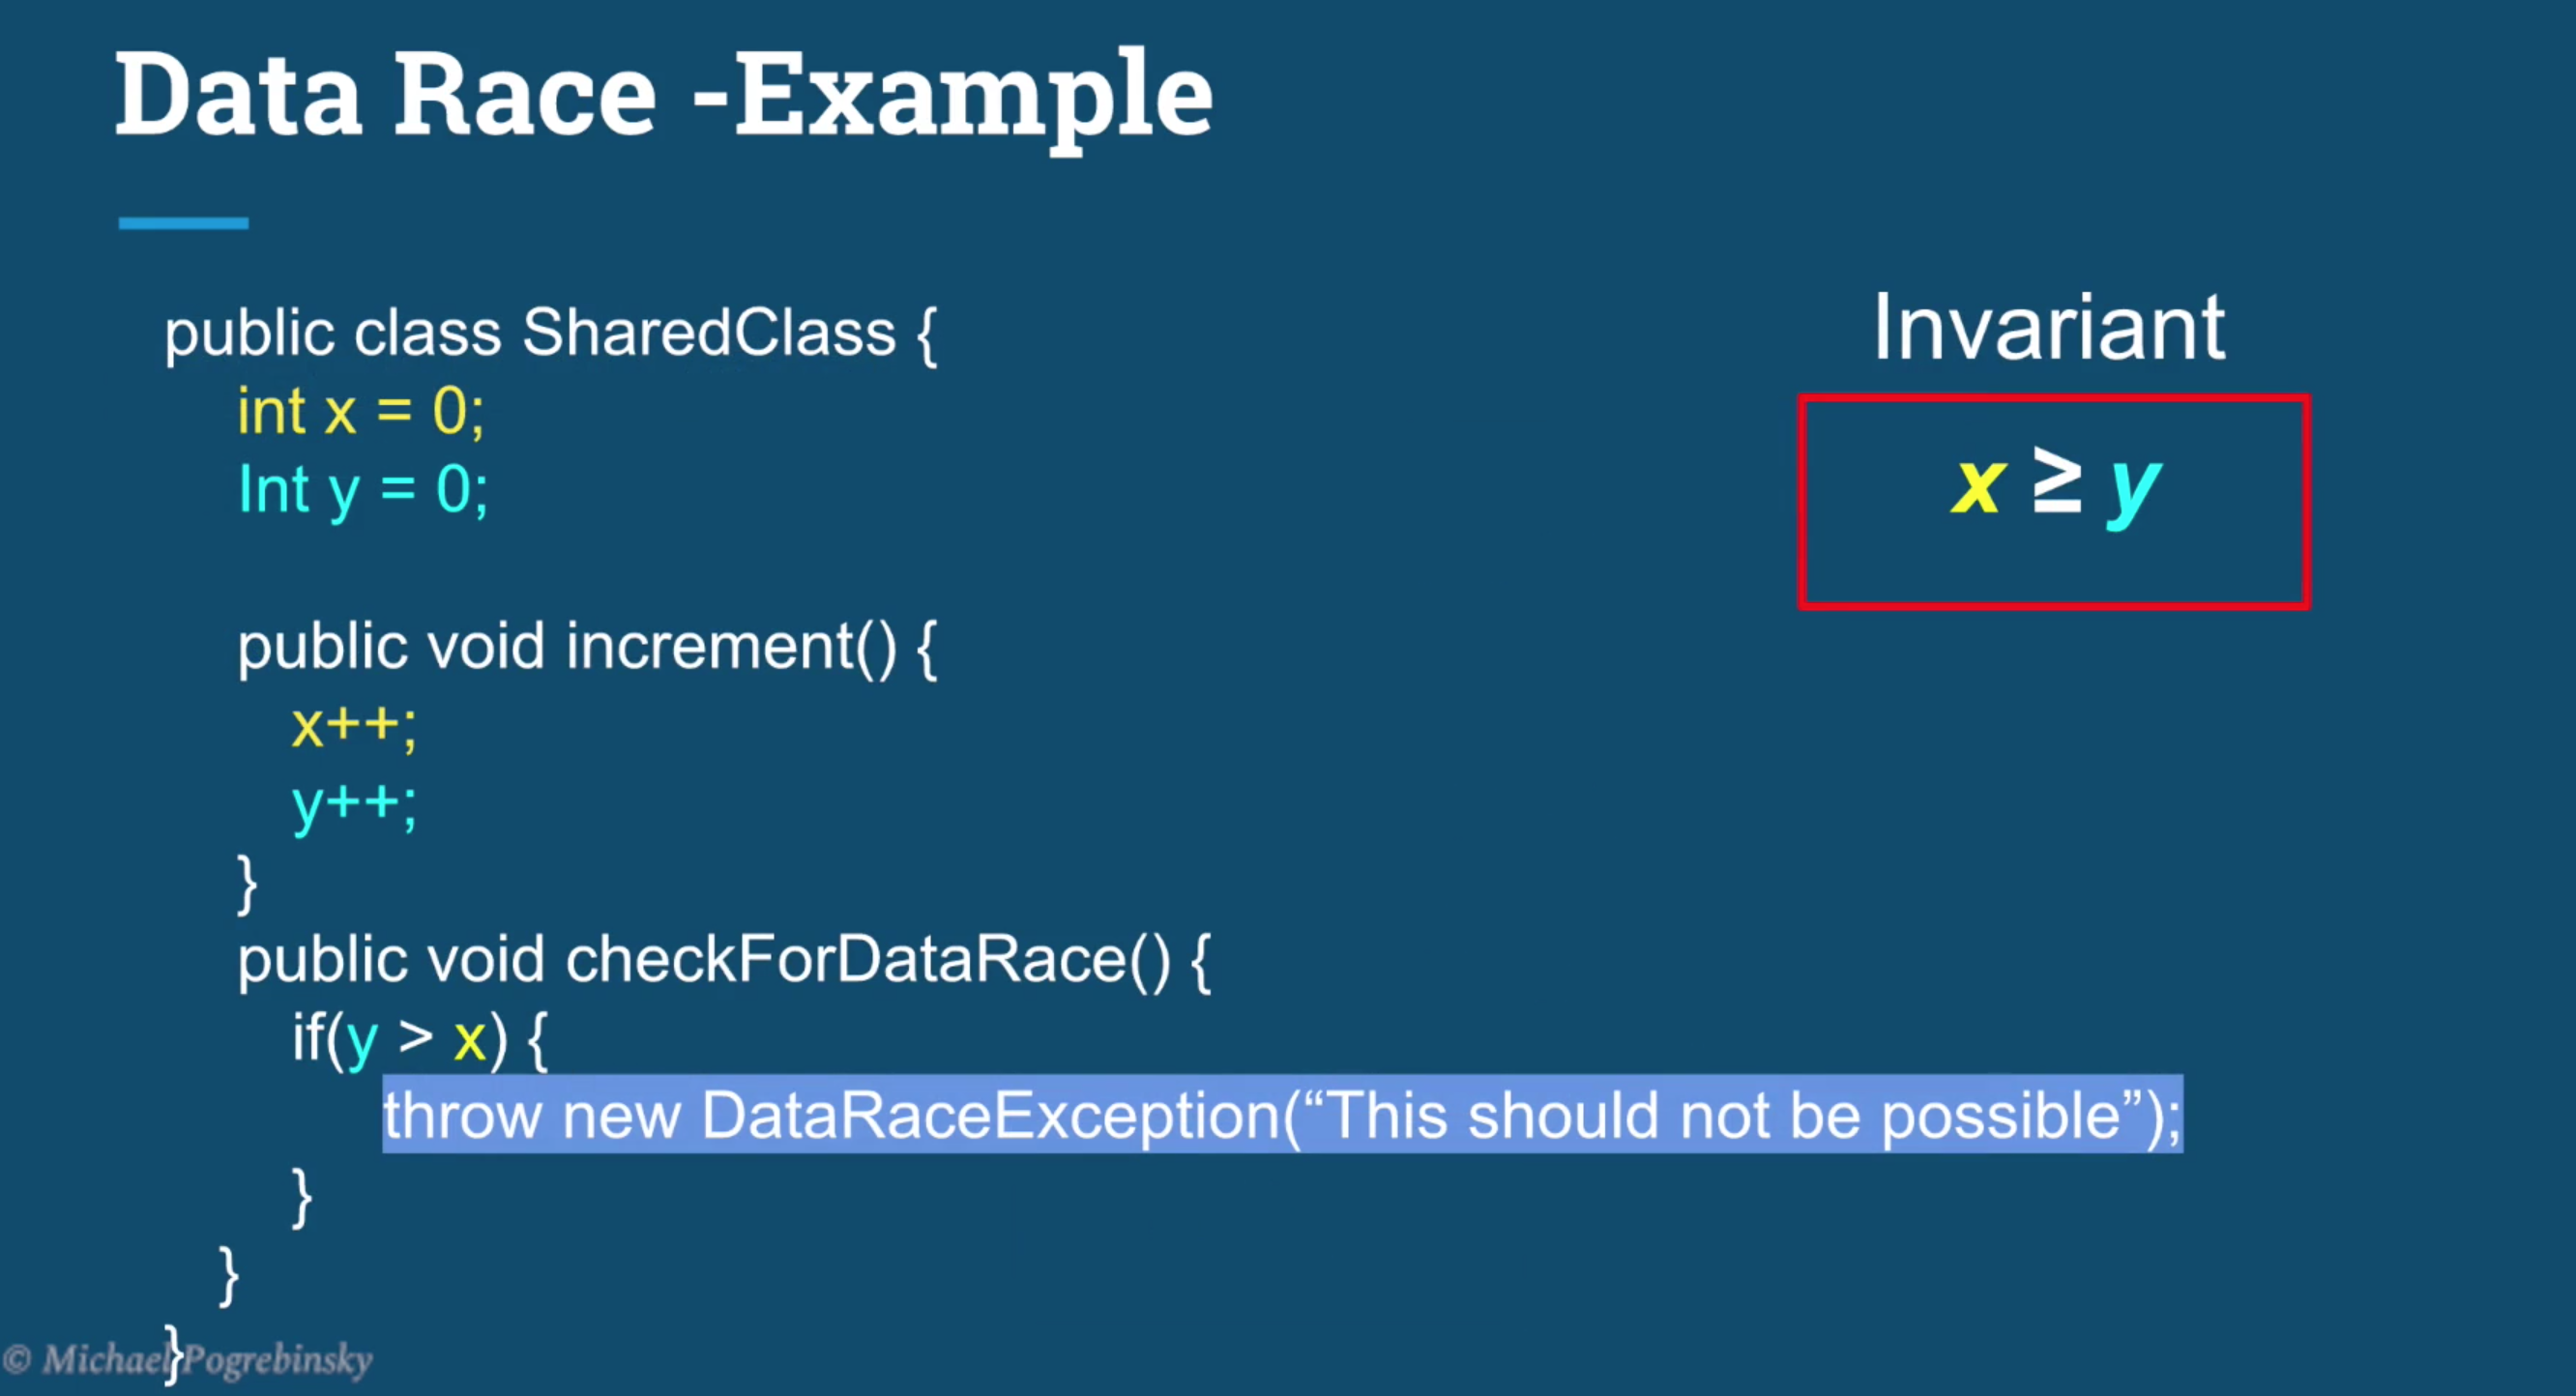 Data Race -Example
public class SharedClass {
int x = 0;
Int y = 0;
Invariant
x ≥ y
public void increment() {
x++;
y++;
}
public void checkForDataRace() {
if(y > x) {
throw new DataRaceException(“This should not be possible”);
}
}
}
© Michael Pogrebinsky